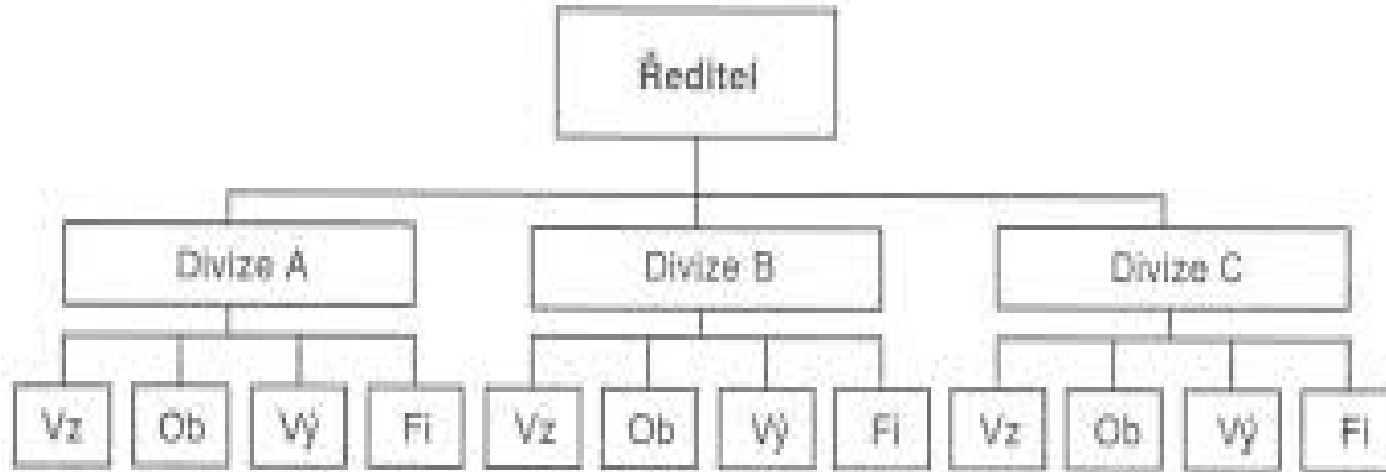 Ředitel
Divize A Divize B Divize C
Vz Ob Vý Fi Vz Ob Vý Fi Vz Ob Vý Fi